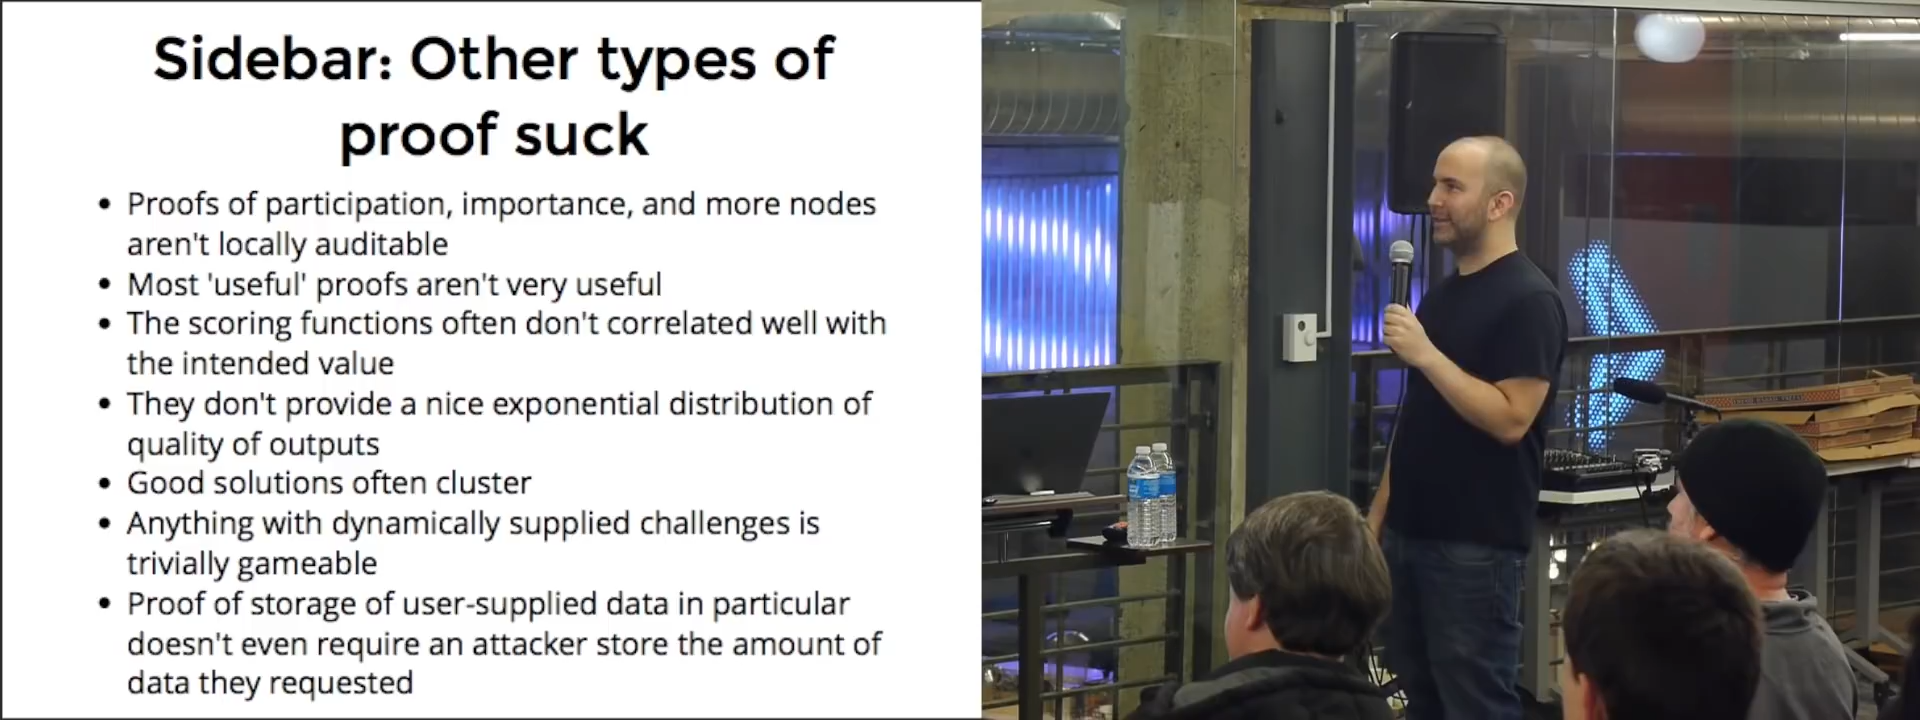 Sidebar: Other types of
proof suck
• Proofs of participation, importance, and more nodes
aren't locally auditable
• Most 'useful' proofs aren't very useful
• The scoring functions often don't correlated well with
the intended value
• They don't provide a nice exponential distribution of
quality of outputs
• Good solutions often cluster
• Anything with dynamically supplied challenges is
trivially gameable
• Proof of storage of user-supplied data in particular
doesn't even require an attacker store the amount of
data they requested